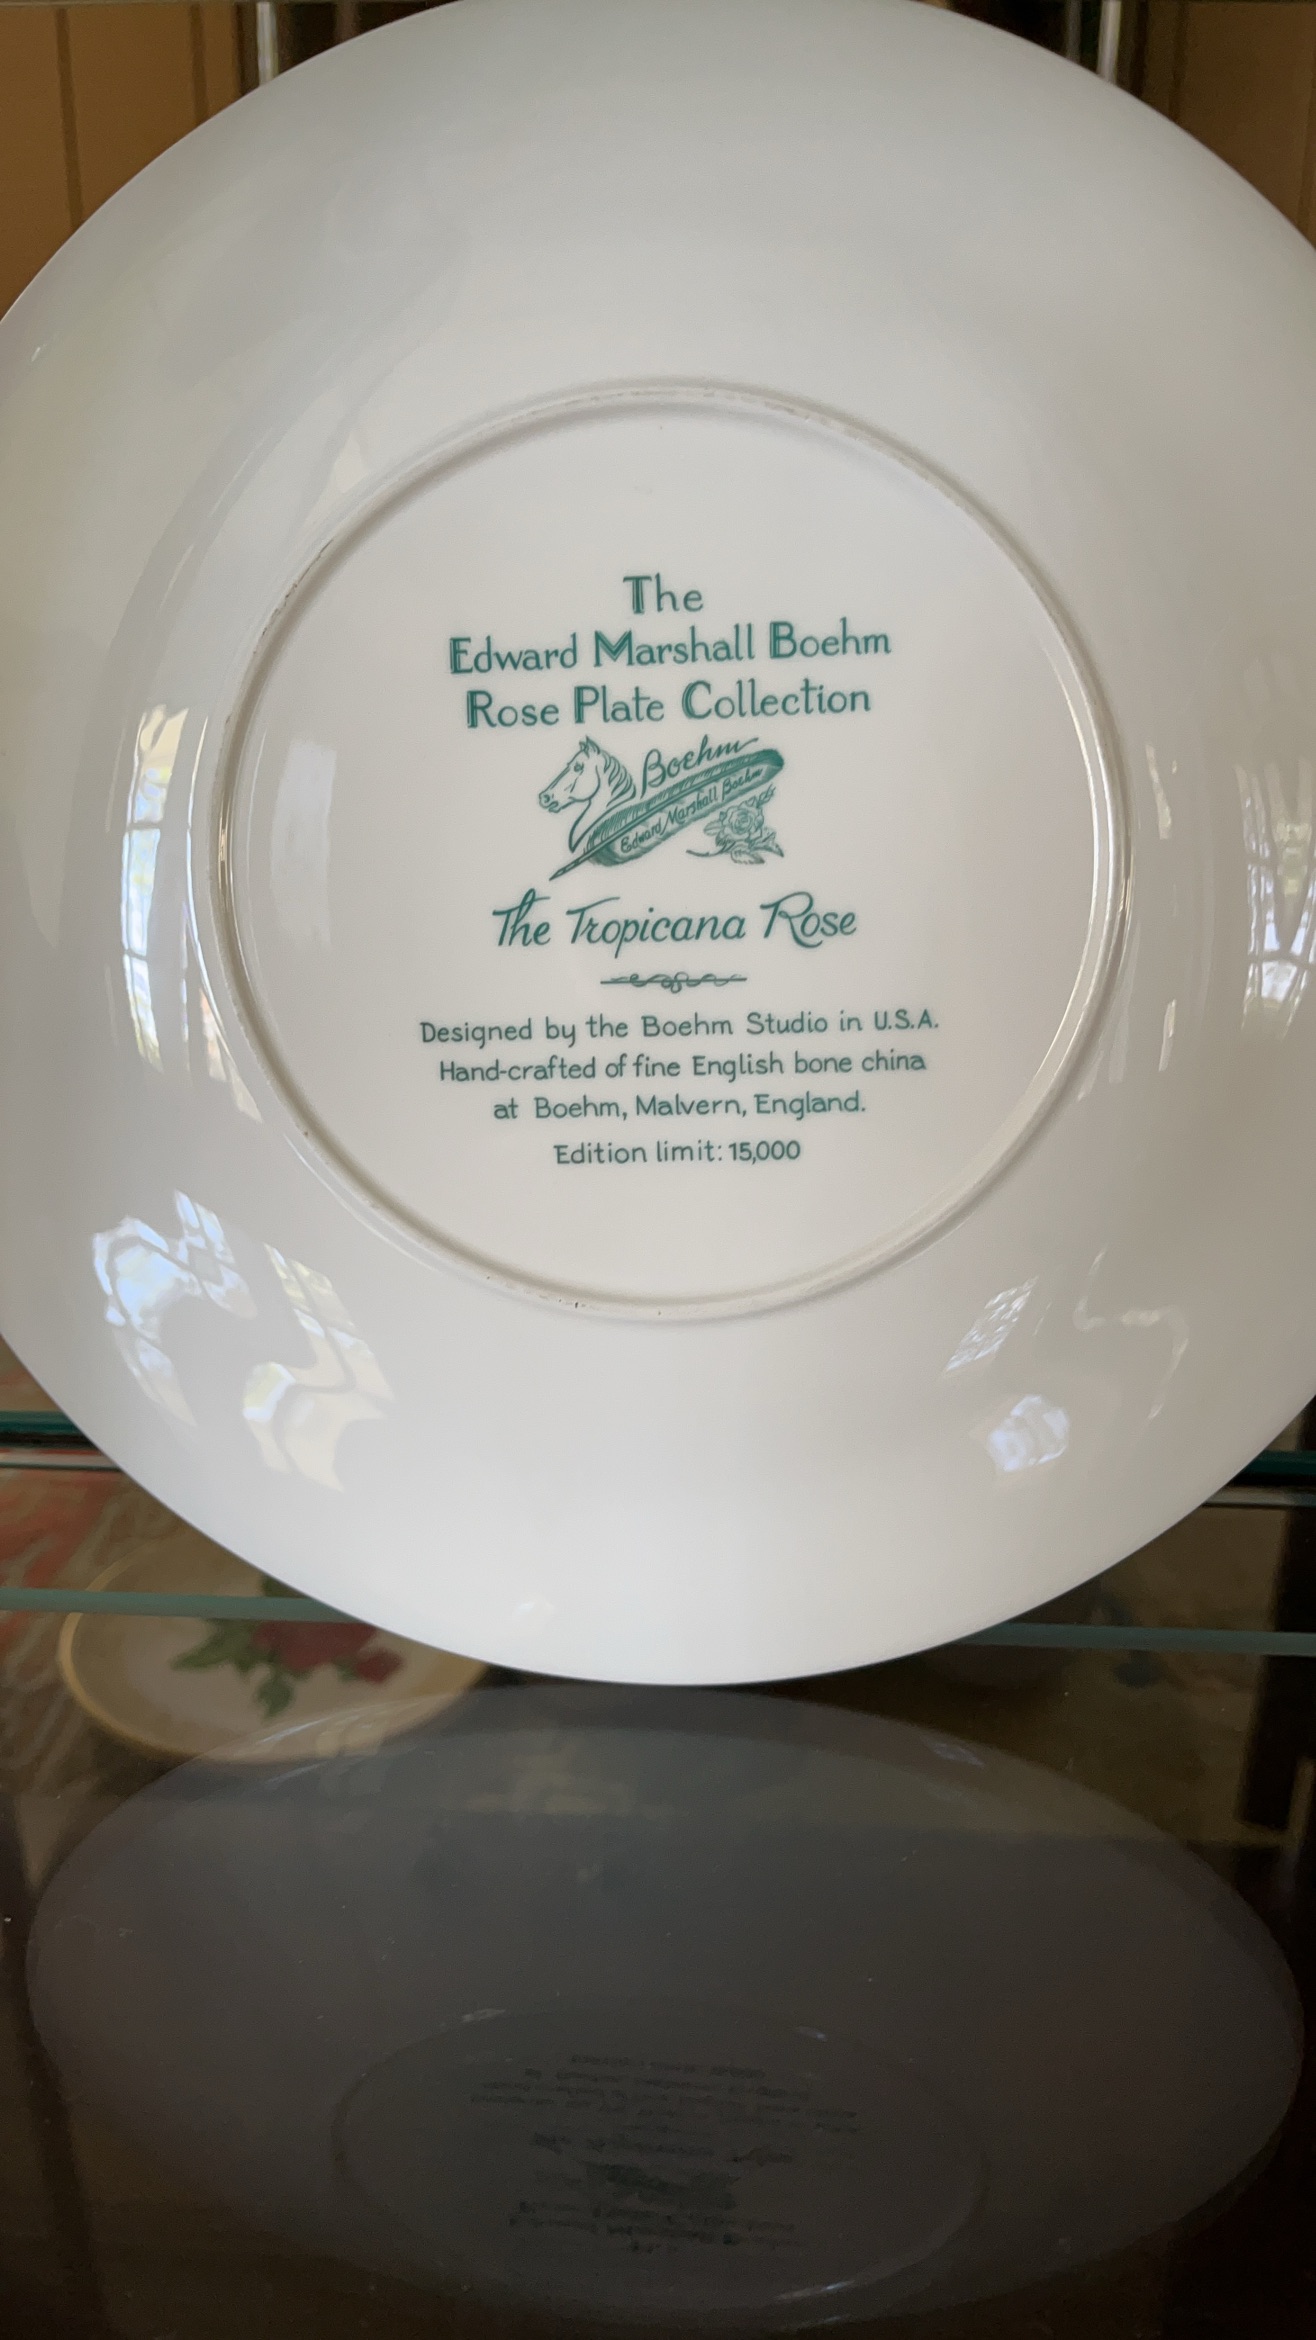 The
Edward Marshall Boehm
Rose Plate Collection
Boehm
Edward Marshall Boehm
The Tropicana Rose
Designed by the Boehm Studio in U.S.A.
Hand-crafted of fine English bone china
at Boehm, Malvern, England.
Edition limit: 15,000